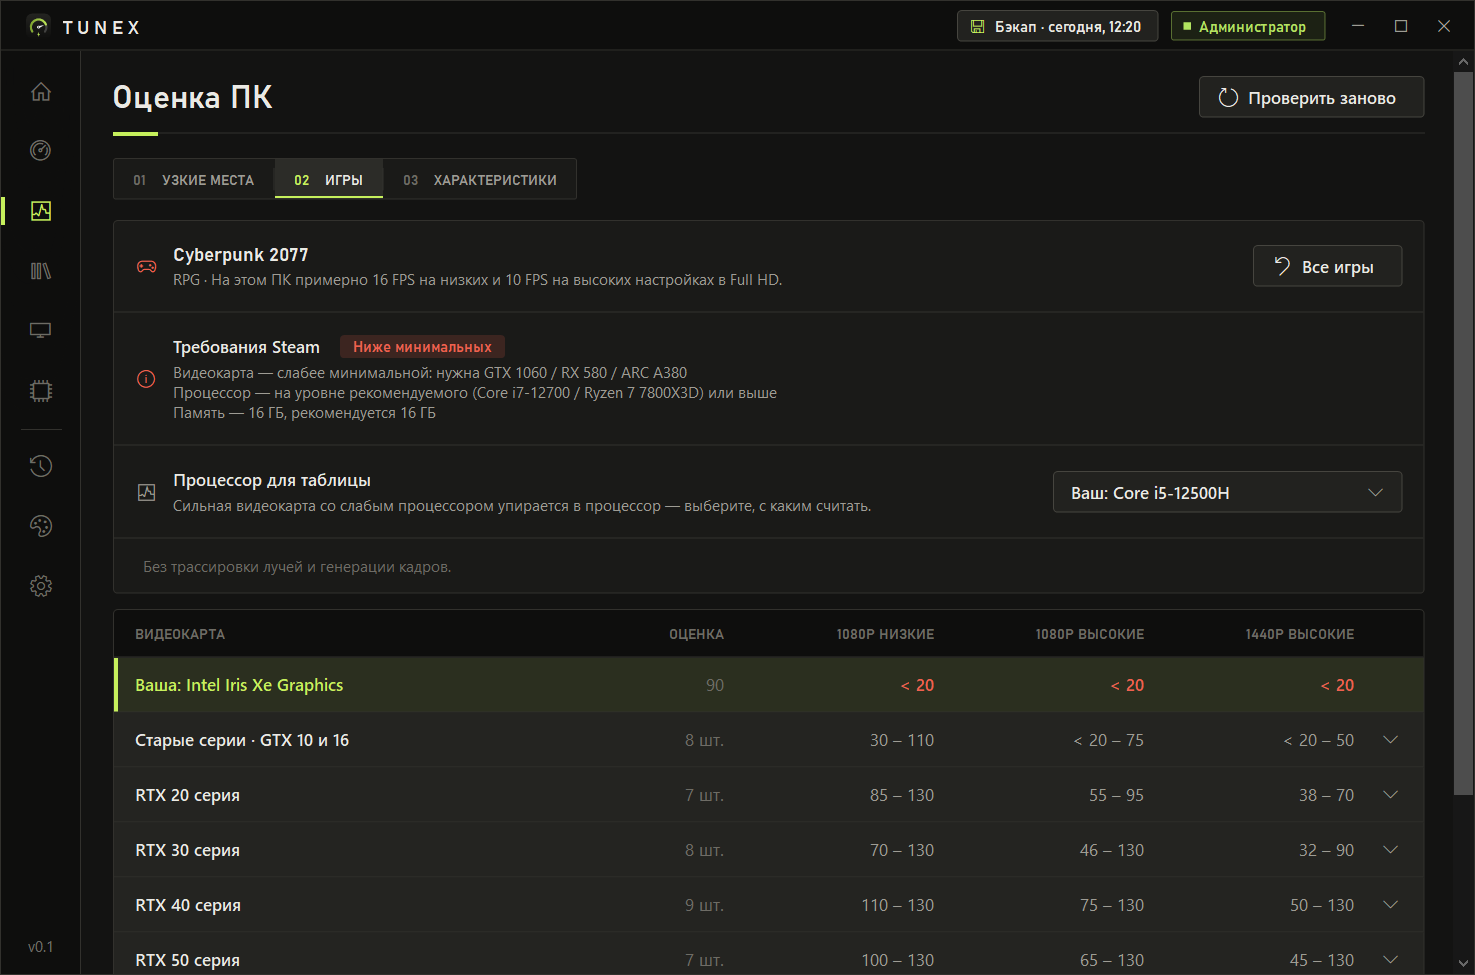 TUNEX
Бэкап · сегодня, 12:20
Администратор
Оценка ПК
Проверить заново
01 УЗКИЕ МЕСТА
02 ИГРЫ
03 ХАРАКТЕРИСТИКИ
Cyberpunk 2077
RPG · На этом ПК примерно 16 FPS на низких и 10 FPS на высоких настройках в Full HD.
Все игры
Требования Steam
Ниже минимальных
Видеокарта — слабее минимальной: нужна GTX 1060 / RX 580 / ARC A380
Процессор — на уровне рекомендуемого (Core i7-12700 / Ryzen 7 7800X3D) или выше
Память — 16 ГБ, рекомендуется 16 ГБ
Процессор для таблицы
Сильная видеокарта со слабым процессором упирается в процессор — выберите, с каким считать.
Ваш: Core i5-12500H
Без трассировки лучей и генерации кадров.
ВИДЕОКАРТА ОЦЕНКА 1080P НИЗКИЕ 1080P ВЫСОКИЕ 1440P ВЫСОКИЕ
Ваша: Intel Iris Xe Graphics 90 < 20 < 20 < 20
Старые серии · GTX 10 и 16 8 шт. 30 – 110 < 20 – 75 < 20 – 50
RTX 20 серия 7 шт. 85 – 130 55 – 95 38 – 70
RTX 30 серия 8 шт. 70 – 130 46 – 130 32 – 90
RTX 40 серия 9 шт. 110 – 130 75 – 130 50 – 130
RTX 50 серия 7 шт. 100 – 130 65 – 130 45 – 130
v0.1